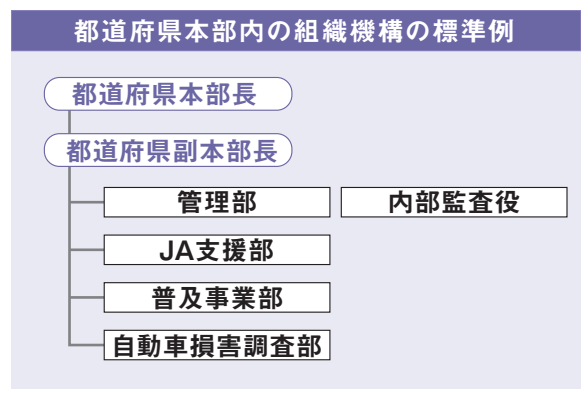 都道府県本部内の組織機構の標準例
都道府県本部長
都道府県副本部長
管理部 内部監査役
JA支援部
普及事業部
自動車損害調査部